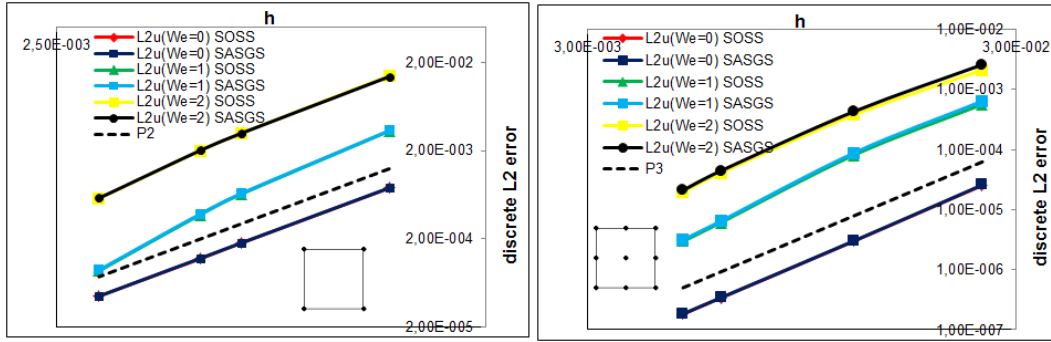 h
2,50E-003
L2u(We=0) SOSS
L2u(We=0) SASGS
L2u(We=1) SOSS
L2u(We=1) SASGS
L2u(We=2) SOSS
L2u(We=2) SASGS
P2
2,00E-002
2,00E-003
2,00E-004
2,00E-005
discrete L2 error
h
3,00E-003
3,00E-002
L2u(We=0) SOSS
L2u(We=0) SASGS
L2u(We=1) SOSS
L2u(We=1) SASGS
L2u(We=2) SOSS
L2u(We=2) SASGS
P3
1,00E-002
1,00E-003
1,00E-004
1,00E-005
1,00E-006
1,00E-007
discrete L2 error